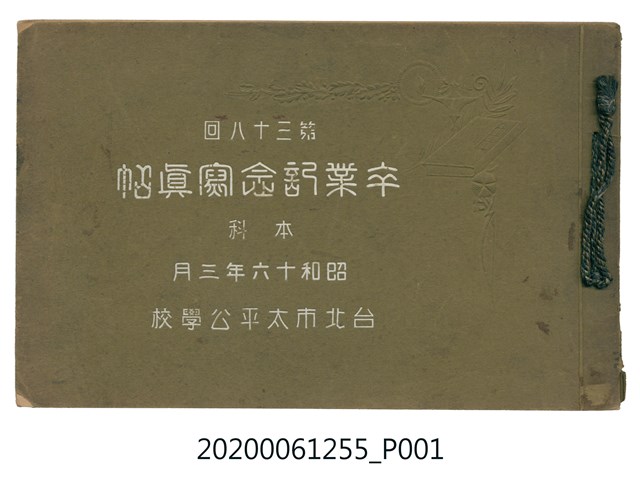 第三十八回
卒業記念寫眞帖
本科
昭和十六年三月
台北市太平公學校
20200061255_P001